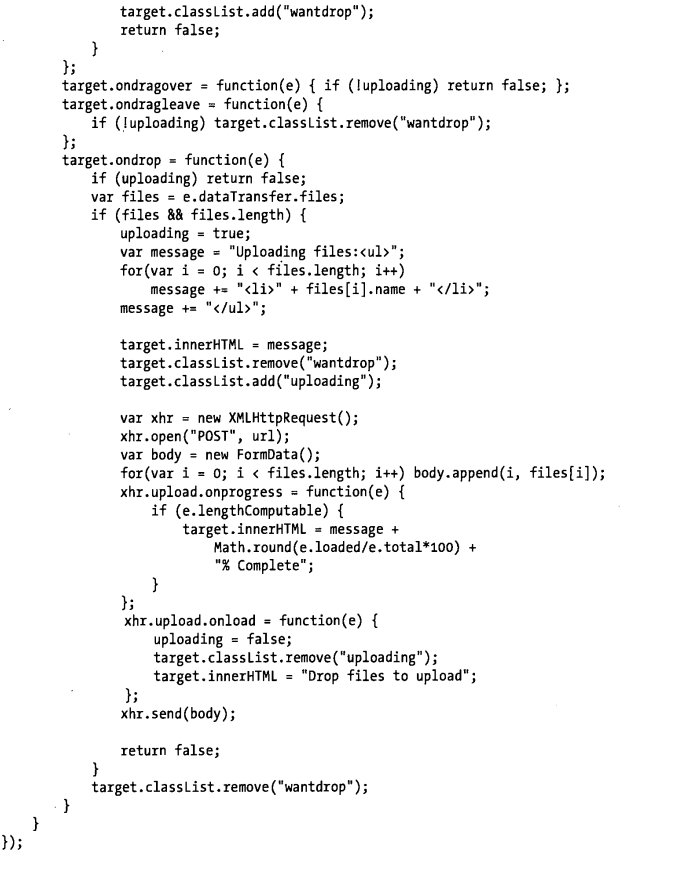 target.classList.add("wantdrop");
            return false;
        }
    };
    target.ondragover = function(e) { if (!uploading) return false; };
    target.ondragleave = function(e) {
        if (!uploading) target.classList.remove("wantdrop");
    };
    target.ondrop = function(e) {
        if (uploading) return false;
        var files = e.dataTransfer.files;
        if (files && files.length) {
            uploading = true;
            var message = "Uploading files:<ul>";
            for(var i = 0; i < files.length; i++)
                message += "<li>" + files[i].name + "</li>";
            message += "</ul>";

            target.innerHTML = message;
            target.classList.remove("wantdrop");
            target.classList.add("uploading");

            var xhr = new XMLHttpRequest();
            xhr.open("POST", url);
            var body = new FormData();
            for(var i = 0; i < files.length; i++) body.append(i, files[i]);
            xhr.upload.onprogress = function(e) {
                if (e.lengthComputable) {
                    target.innerHTML = message +
                        Math.round(e.loaded/e.total*100) +
                        "% Complete";
                }
            };
            xhr.upload.onload = function(e) {
                uploading = false;
                target.classList.remove("uploading");
                target.innerHTML = "Drop files to upload";
            };
            xhr.send(body);

            return false;
        }
        target.classList.remove("wantdrop");
    }
  }
});